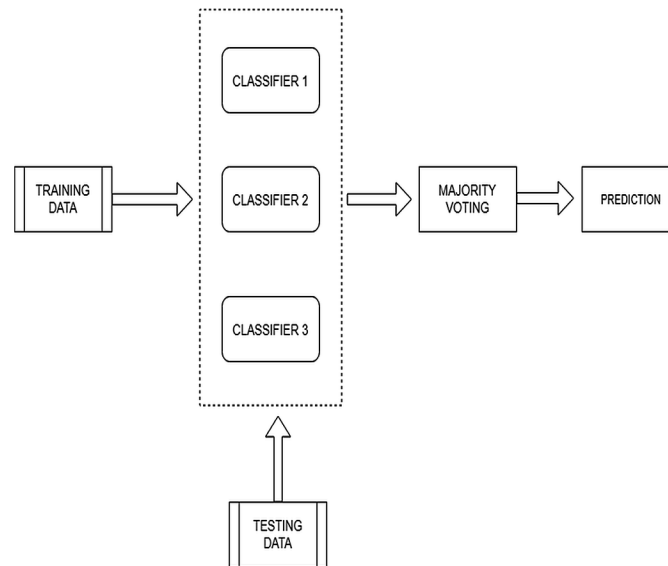 CLASSIFIER 1
TRAINING
DATA
CLASSIFIER 2
MAJORITY
VOTING
PREDICTION
CLASSIFIER 3
TESTING
DATA